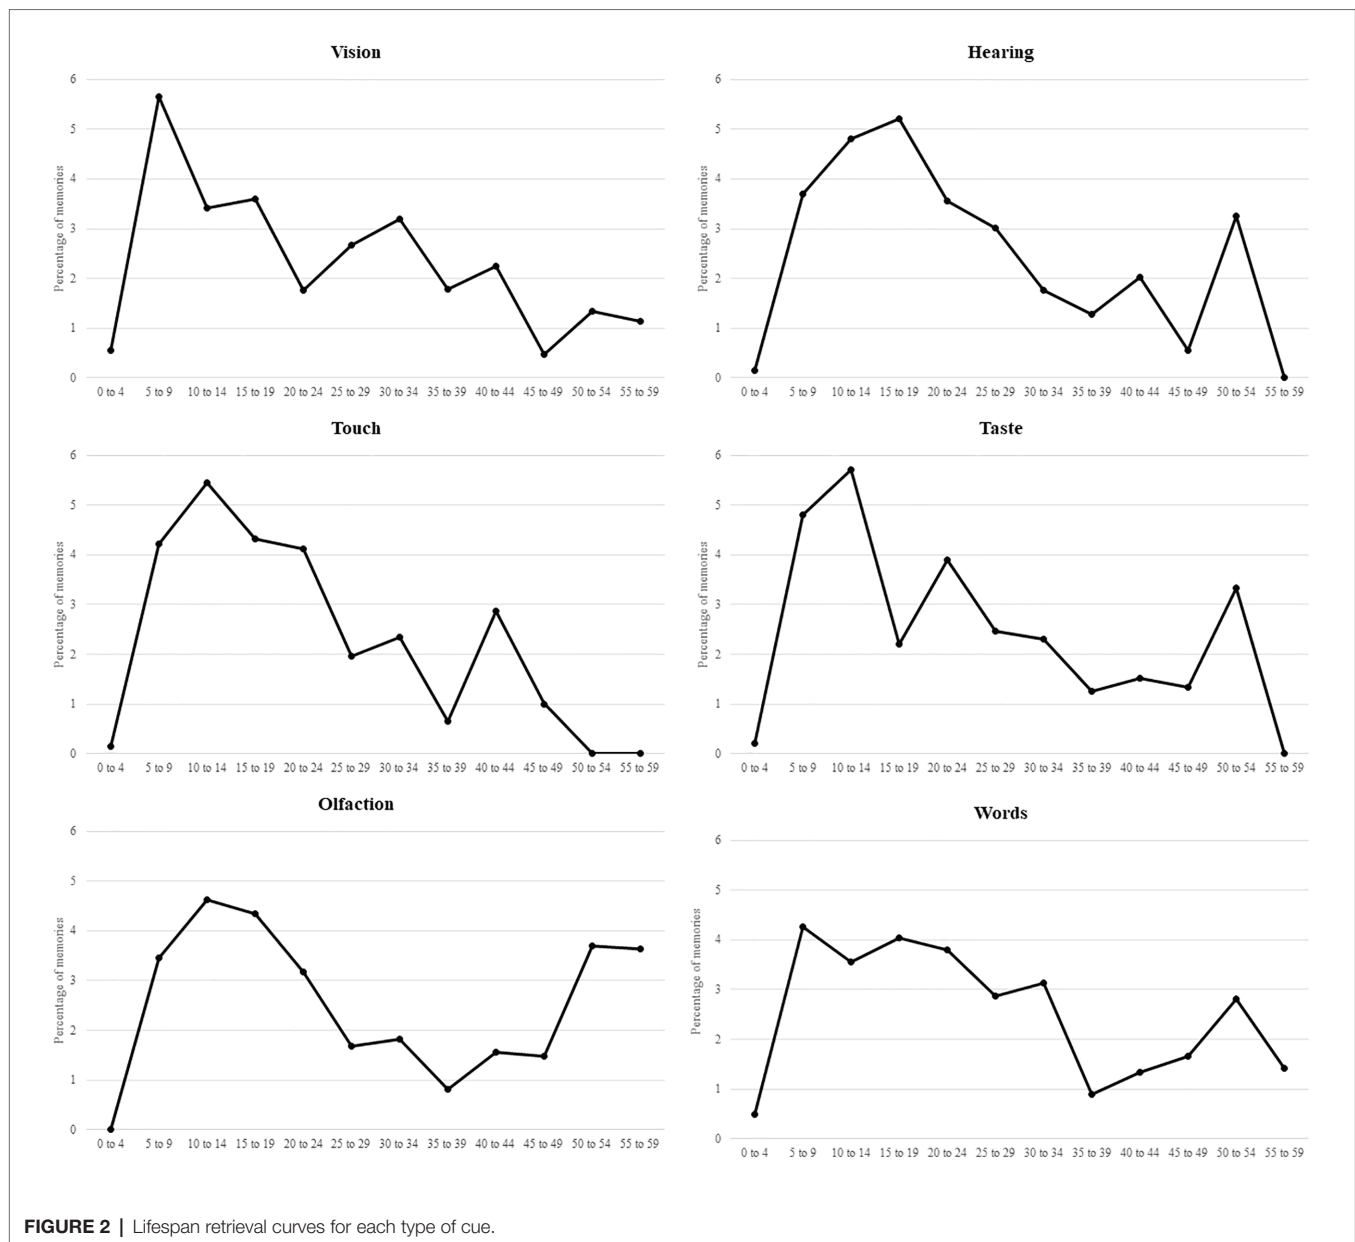 Vision
Percentage of memories
6
5
4
3
2
1
0
0 to 4 5 to 9 10 to 14 15 to 19 20 to 24 25 to 29 30 to 34 35 to 39 40 to 44 45 to 49 50 to 54 55 to 59
Hearing
Percentage of memories
6
5
4
3
2
1
0
0 to 4 5 to 9 10 to 14 15 to 19 20 to 24 25 to 29 30 to 34 35 to 39 40 to 44 45 to 49 50 to 54 55 to 59
Touch
Percentage of memories
6
5
4
3
2
1
0
0 to 4 5 to 9 10 to 14 15 to 19 20 to 24 25 to 29 30 to 34 35 to 39 40 to 44 45 to 49 50 to 54 55 to 59
Taste
Percentage of memories
6
5
4
3
2
1
0
0 to 4 5 to 9 10 to 14 15 to 19 20 to 24 25 to 29 30 to 34 35 to 39 40 to 44 45 to 49 50 to 54 55 to 59
Olfaction
Percentage of memories
6
5
4
3
2
1
0
0 to 4 5 to 9 10 to 14 15 to 19 20 to 24 25 to 29 30 to 34 35 to 39 40 to 44 45 to 49 50 to 54 55 to 59
Words
Percentage of memories
6
5
4
3
2
1
0
0 to 4 5 to 9 10 to 14 15 to 19 20 to 24 25 to 29 30 to 34 35 to 39 40 to 44 45 to 49 50 to 54 55 to 59
FIGURE 2 | Lifespan retrieval curves for each type of cue.